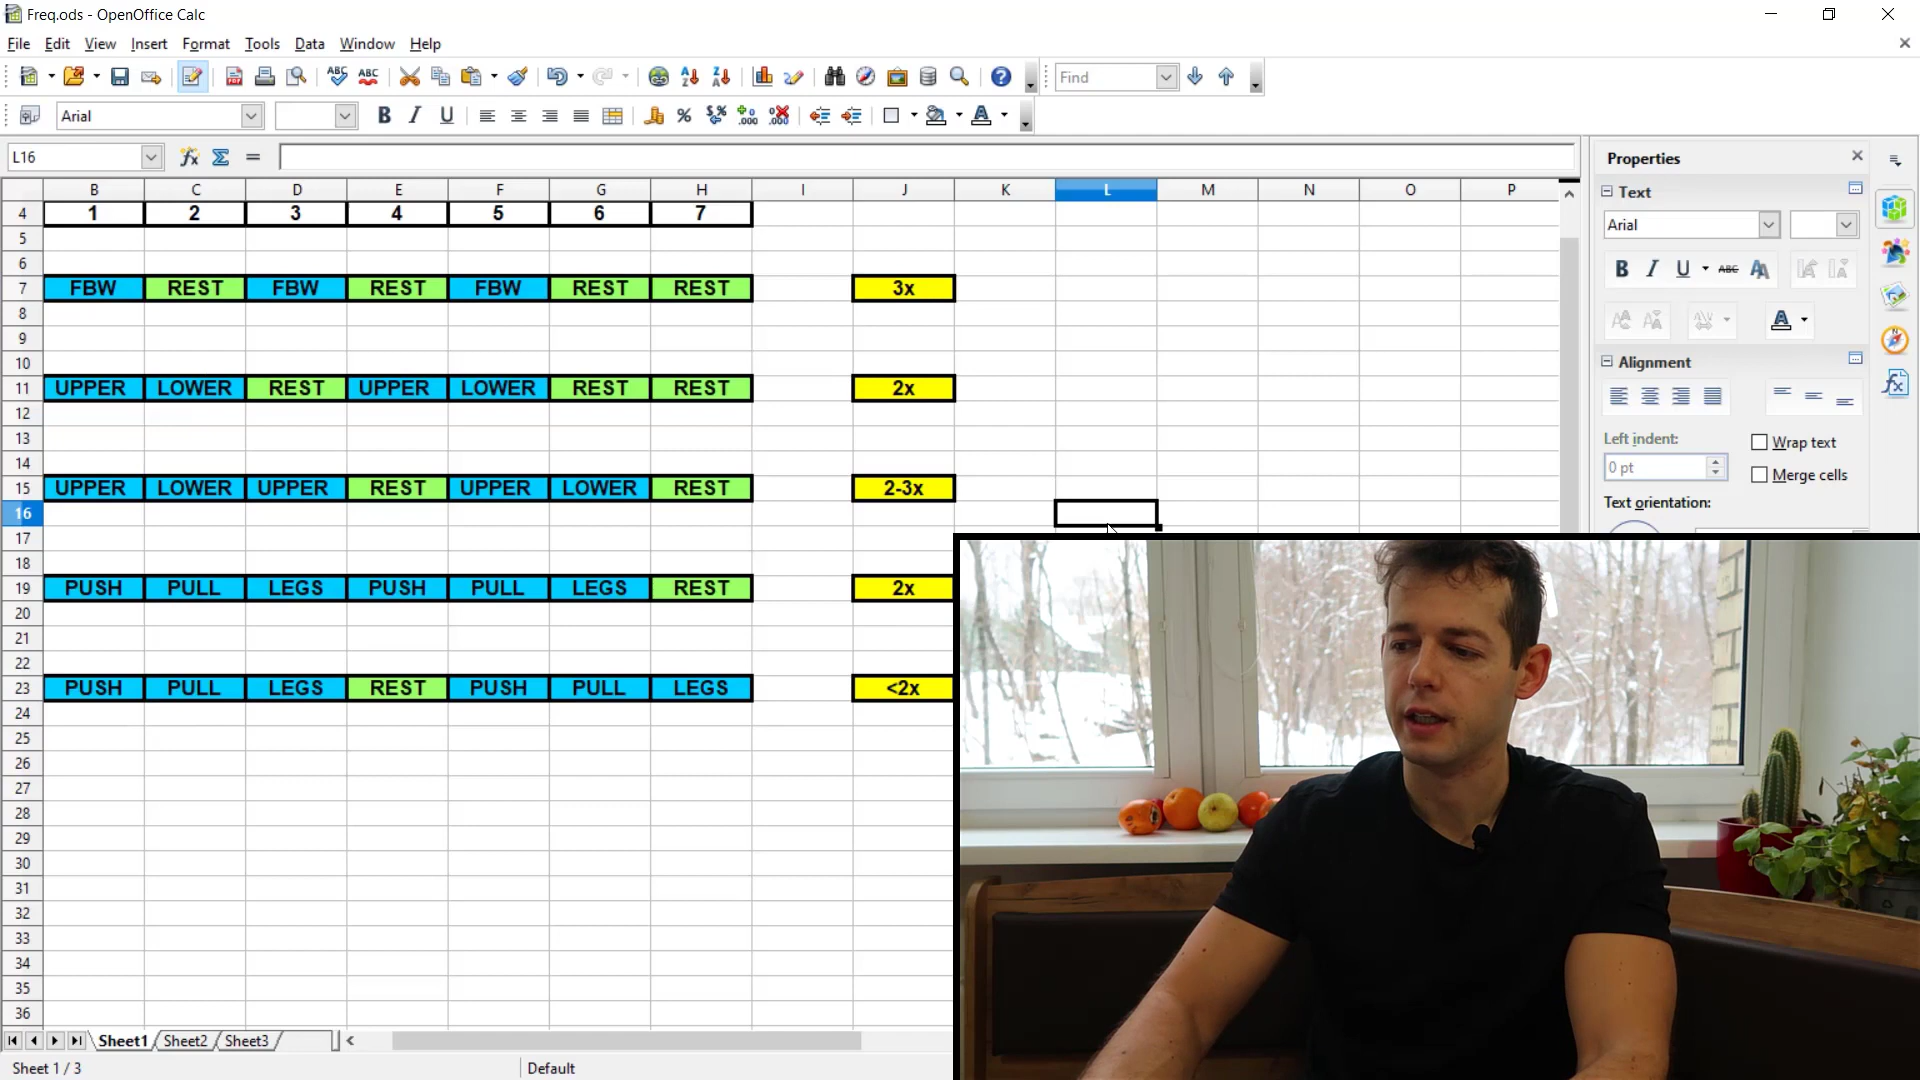 Freq.ods - OpenOffice Calc
File Edit View Insert Format Tools Data Window Help
Find
Arial
L16
B C D E F G H I J K L M N O P
4 1 2 3 4 5 6 7
5
6
7 FBW REST FBW REST FBW REST REST 3x
8
9
10
11 UPPER LOWER REST UPPER LOWER REST REST 2x
12
13
14
15 UPPER LOWER UPPER REST UPPER LOWER REST 2-3x
16
17
18
19 PUSH PULL LEGS PUSH PULL LEGS REST 2x
20
21
22
23 PUSH PULL LEGS REST PUSH PULL LEGS <2x
24
25
26
27
28
29
30
31
32
33
34
35
36
Sheet1 Sheet2 Sheet3
Sheet 1 / 3 Default
Properties
Text
Arial
Alignment
Left indent: Wrap text
0 pt Merge cells
Text orientation: